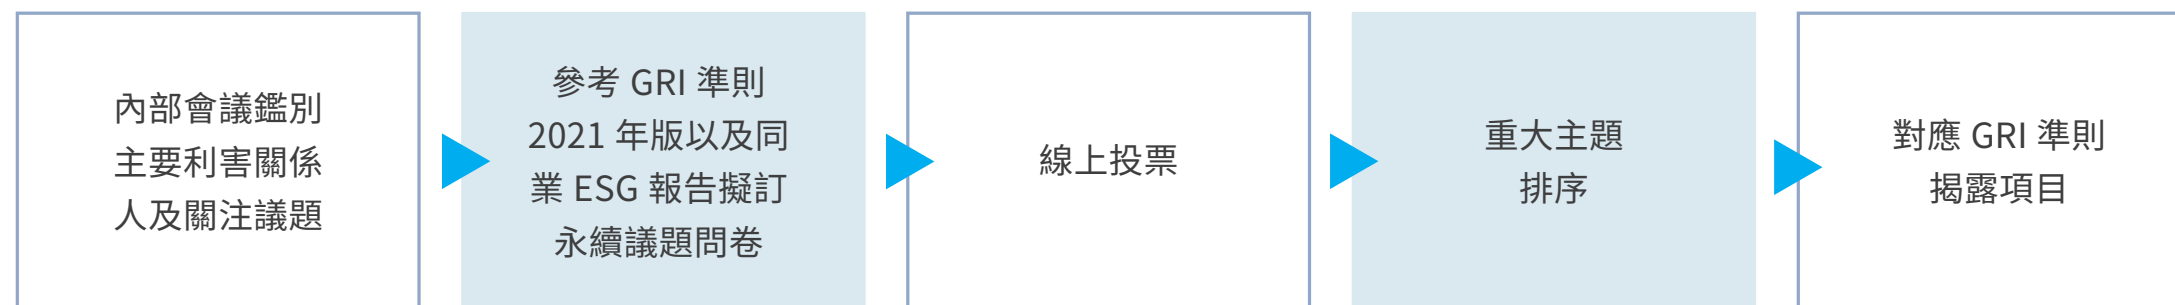 內部會議鑑別
主要利害關係
人及關注議題
參考 GRI 準則
2021 年版以及同
業 ESG 報告擬訂
永續議題問卷
線上投票
重大主題
排序
對應 GRI 準則
揭露項目